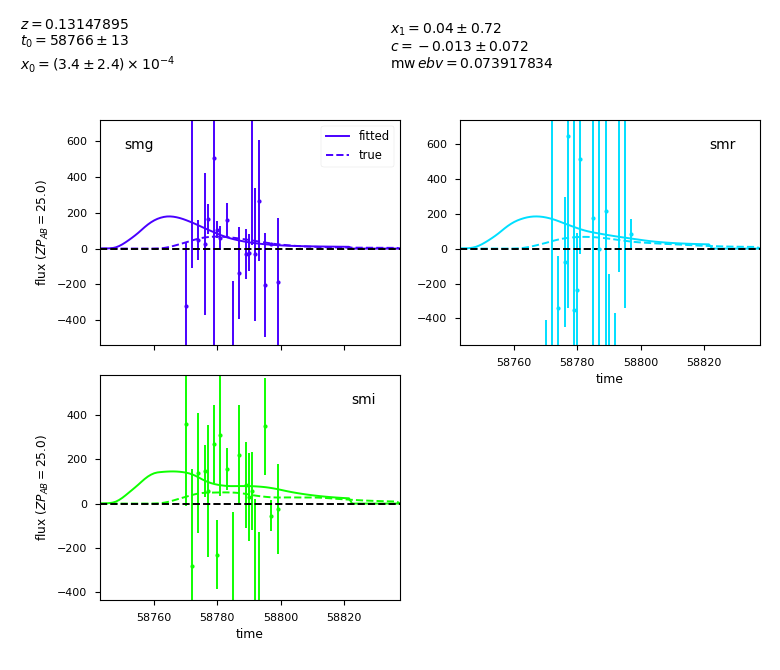 z = 0.13147895
t₀ = 58766 ± 13
x₀ = (3.4 ± 2.4) × 10⁻⁴
x₁ = 0.04 ± 0.72
c = −0.013 ± 0.072
mw ebv = 0.073917834
smg
fitted
true
600
400
200
0
−200
−400
flux (ZP_AB = 25.0)
smr
600
400
200
0
−200
−400
58760 58780 58800 58820
time
smi
400
200
0
−200
−400
flux (ZP_AB = 25.0)
58760 58780 58800 58820
time